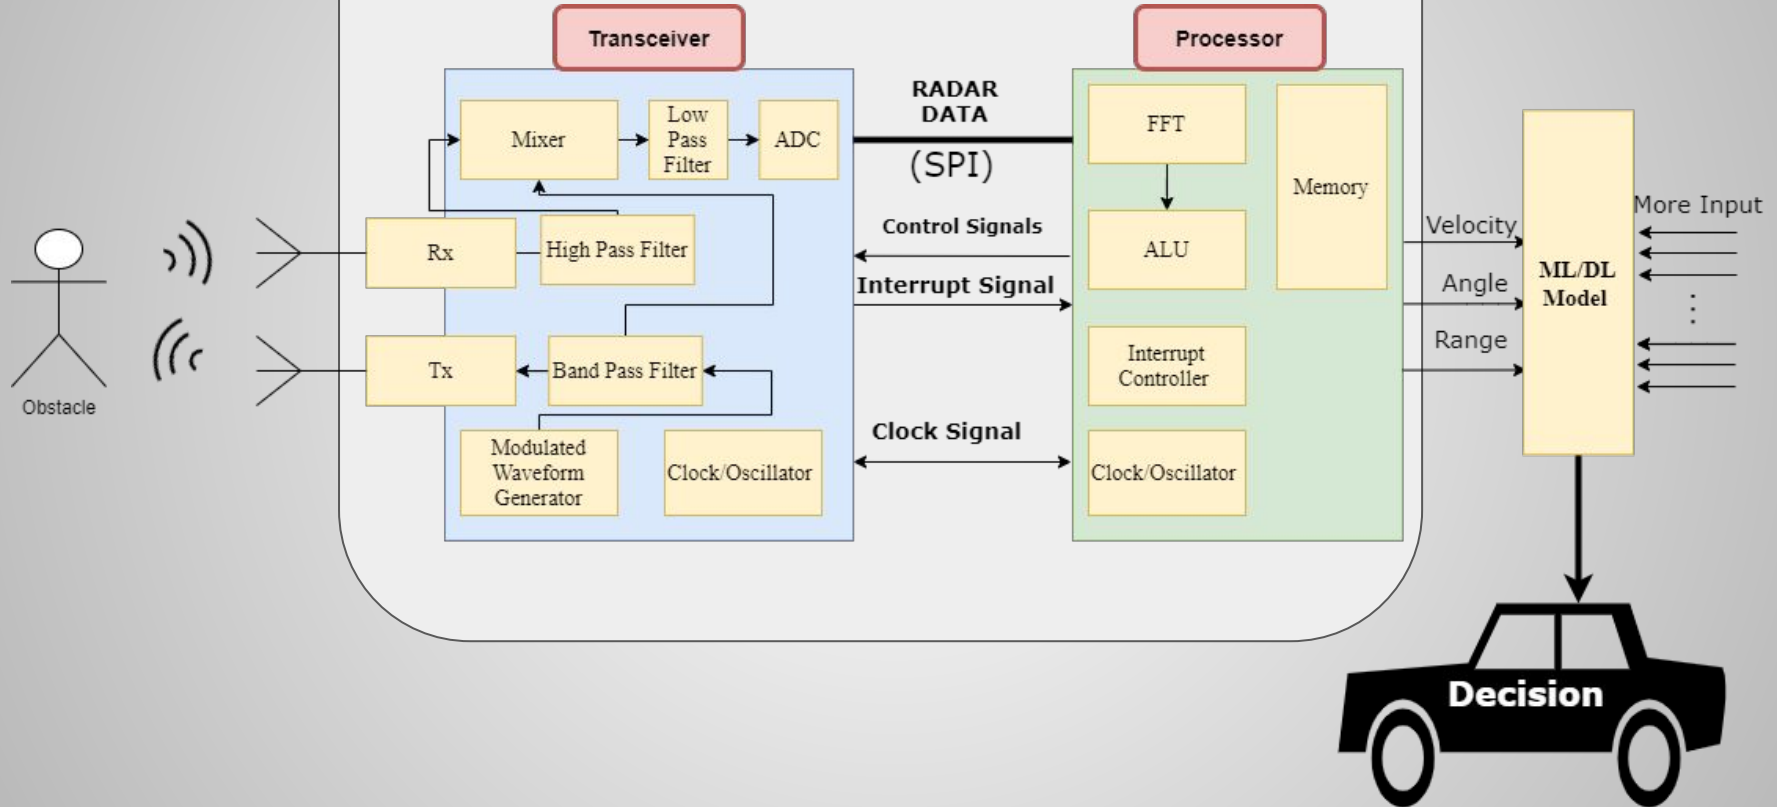 Transceiver
Processor
Mixer
Low
Pass
Filter
ADC
RADAR
DATA
(SPI)
FFT
Memory
Rx
High Pass Filter
Control Signals
ALU
Interrupt Signal
Tx
Band Pass Filter
Interrupt
Controller
Modulated
Waveform
Generator
Clock/Oscillator
Clock Signal
Clock/Oscillator
Obstacle
Velocity
Angle
Range
ML/DL
Model
More Input
Decision